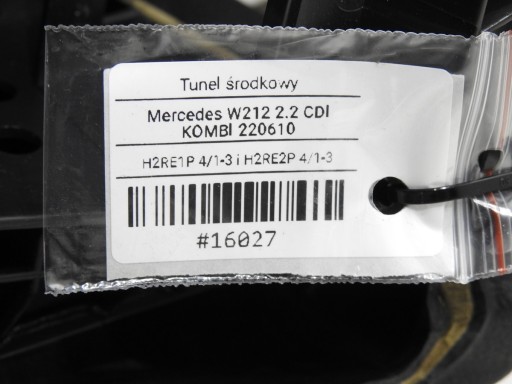 Tunel środkowy
Mercedes W212 2.2 CDI
KOMBI 220610
H2RE1P 4/1-3 i H2RE2P 4/1-3
#16027